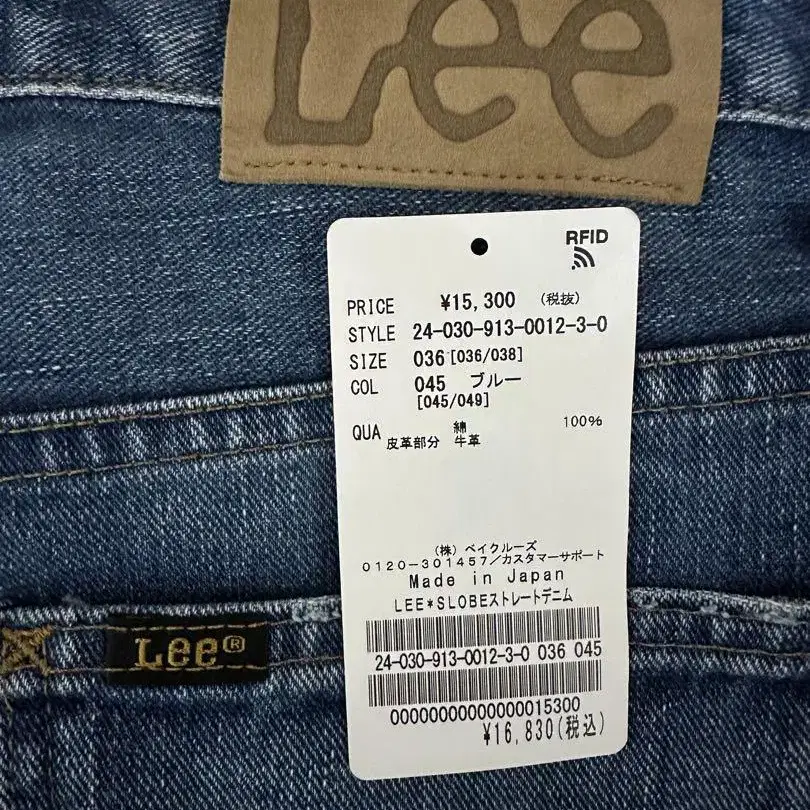 Lee
RFID
PRICE ¥15,300 (税抜)
STYLE 24-030-913-0012-3-0
SIZE 036[036/038]
COL 045 ブルー
[045/049]
QUA 綿 100%
皮革部分 牛革
(株)ベイクルーズ
0120-301457/カスタマーサポート
Made in Japan
LEE*SLOBEストレートデニム
24-030-913-0012-3-0 036 045
00000000000000015300
¥16,830(税込)
Lee®